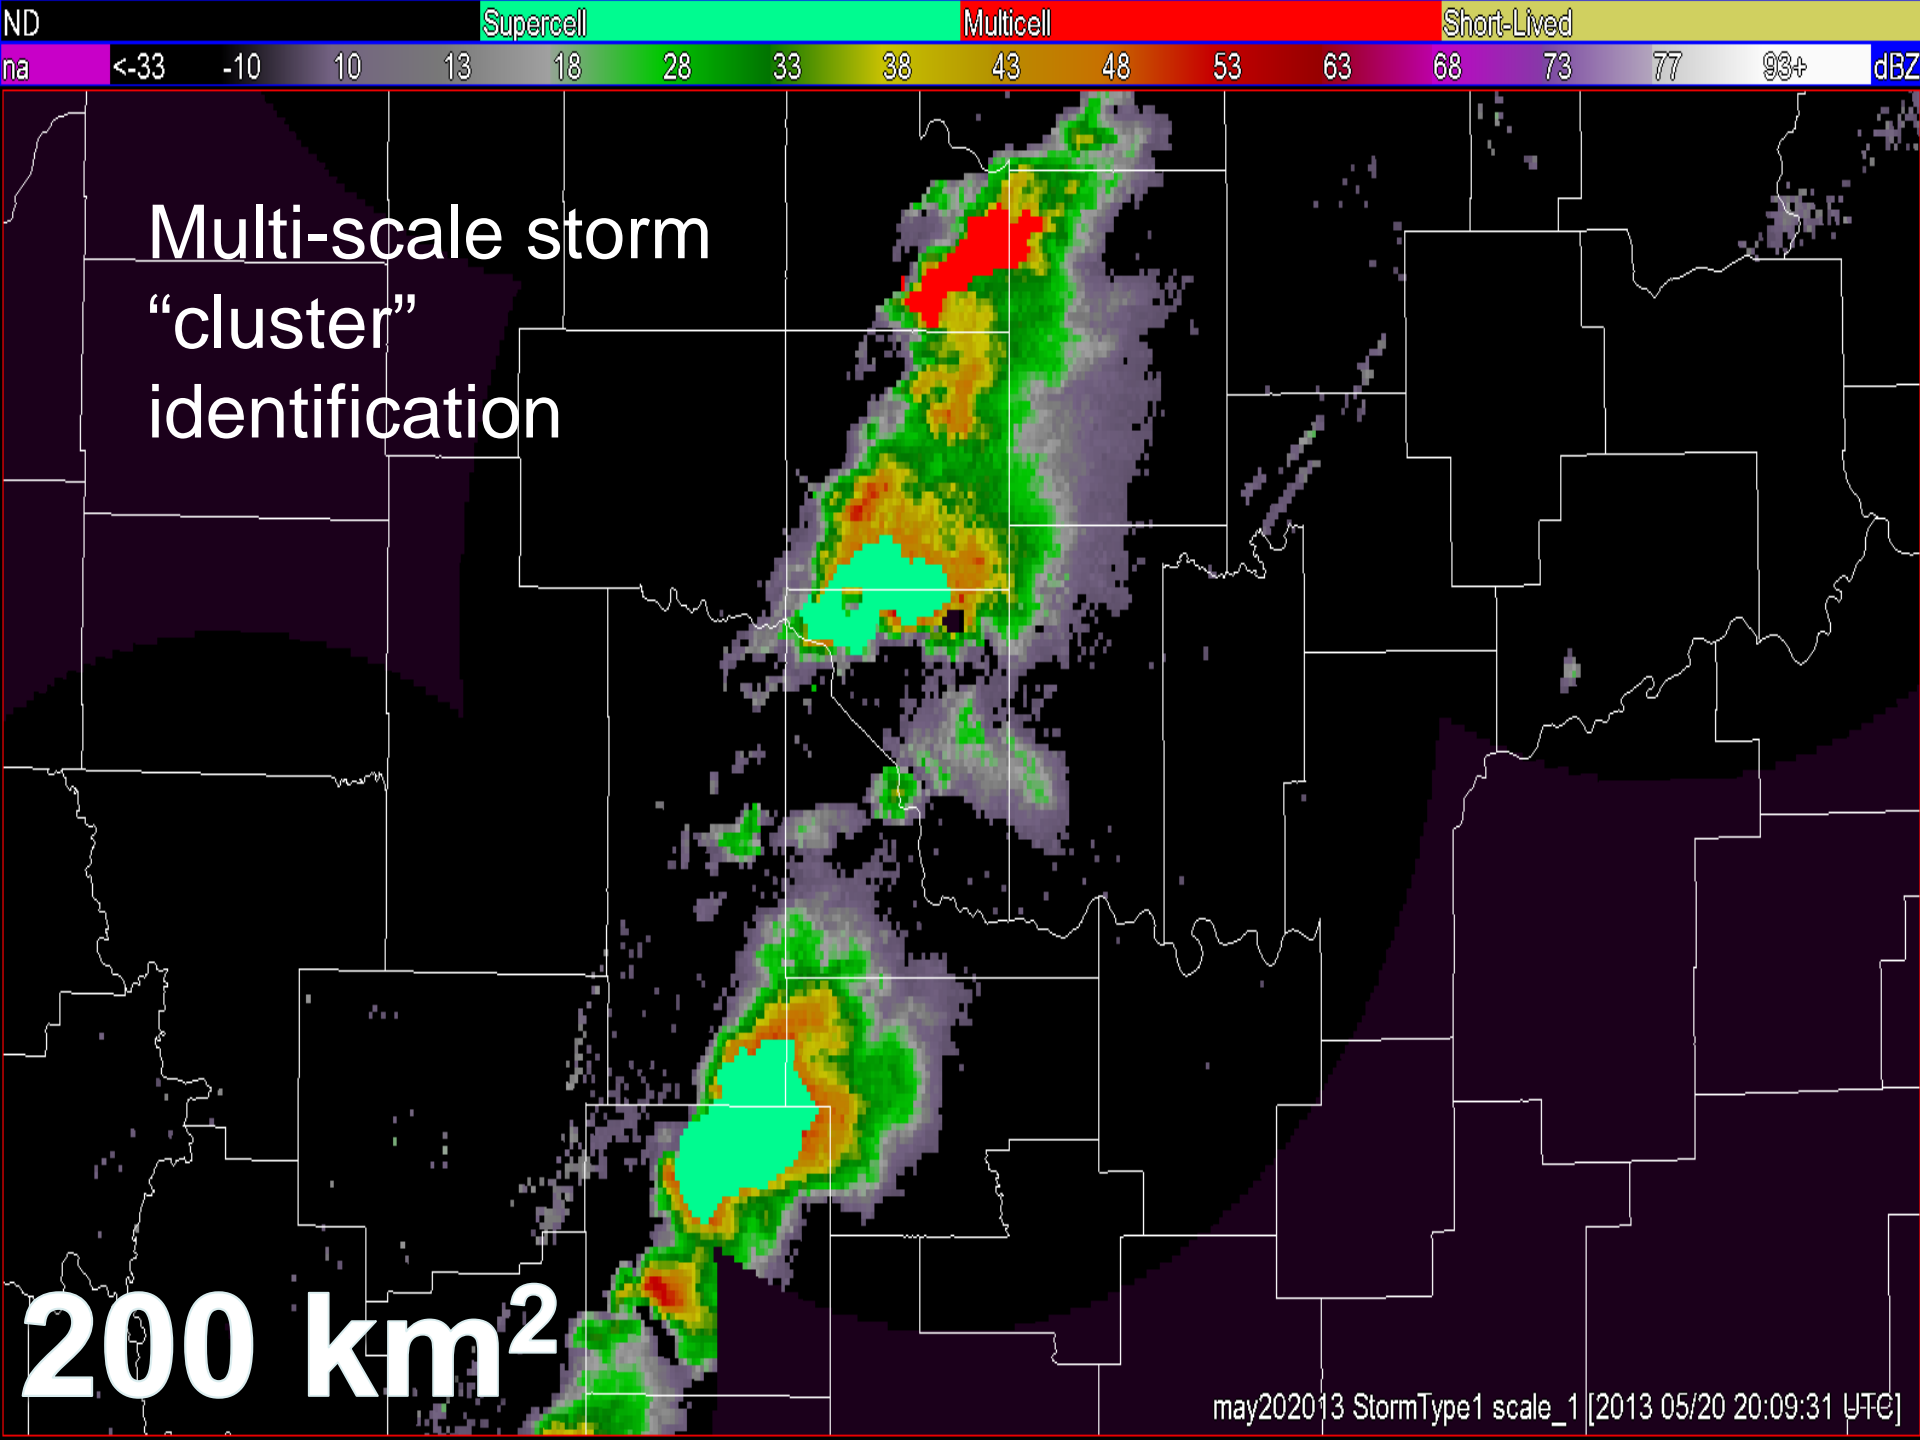 ND Supercell Multicell Short-Lived
na <-33 -10 10 13 18 28 33 38 43 48 53 63 68 73 77 93+ dBZ
Multi-scale storm
“cluster”
identification
200 km²
may202013 StormType1 scale_1 [2013 05/20 20:09:31 UTC]